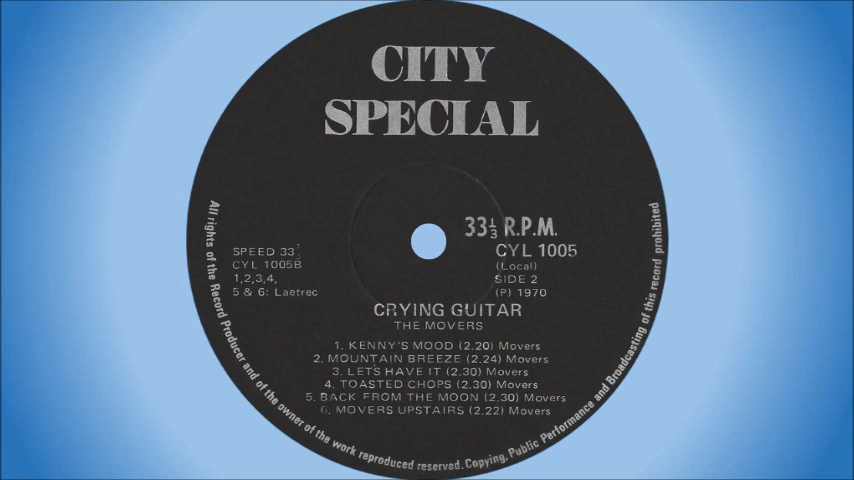 CITY
SPECIAL
33⅓ R.P.M.
CYL 1005
(Local)
SIDE 2
(P) 1970
SPEED 33⅓
CYL 1005B
1,2,3,4,
5 & 6: Laetrec
CRYING GUITAR
THE MOVERS
1. KENNY'S MOOD (2.20) Movers
2. MOUNTAIN BREEZE (2.24) Movers
3. LET'S HAVE IT (2.30) Movers
4. TOASTED CHOPS (2.30) Movers
5. BACK FROM THE MOON (2.30) Movers
6. MOVERS UPSTAIRS (2.22) Movers
All rights of the Record Producer and of the owner of the work reproduced reserved. Copying, Public Performance and Broadcasting of this record prohibited